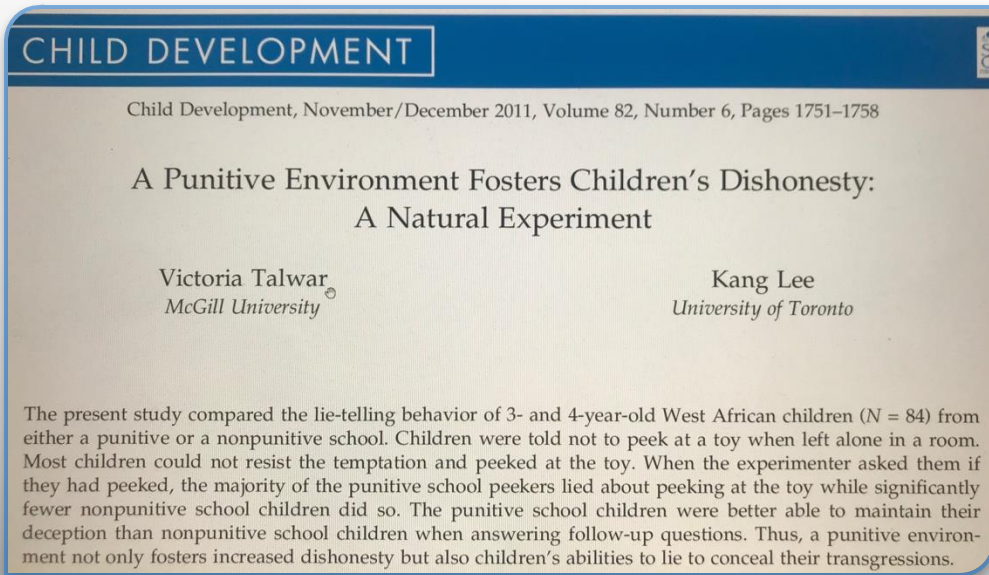 CHILD DEVELOPMENT
Child Development, November/December 2011, Volume 82, Number 6, Pages 1751–1758
A Punitive Environment Fosters Children's Dishonesty:
A Natural Experiment
Victoria Talwar
McGill University
Kang Lee
University of Toronto
The present study compared the lie-telling behavior of 3- and 4-year-old West African children (N = 84) from
either a punitive or a nonpunitive school. Children were told not to peek at a toy when left alone in a room.
Most children could not resist the temptation and peeked at the toy. When the experimenter asked them if
they had peeked, the majority of the punitive school peekers lied about peeking at the toy while significantly
fewer nonpunitive school children did so. The punitive school children were better able to maintain their
deception than nonpunitive school children when answering follow-up questions. Thus, a punitive environ-
ment not only fosters increased dishonesty but also children's abilities to lie to conceal their transgressions.